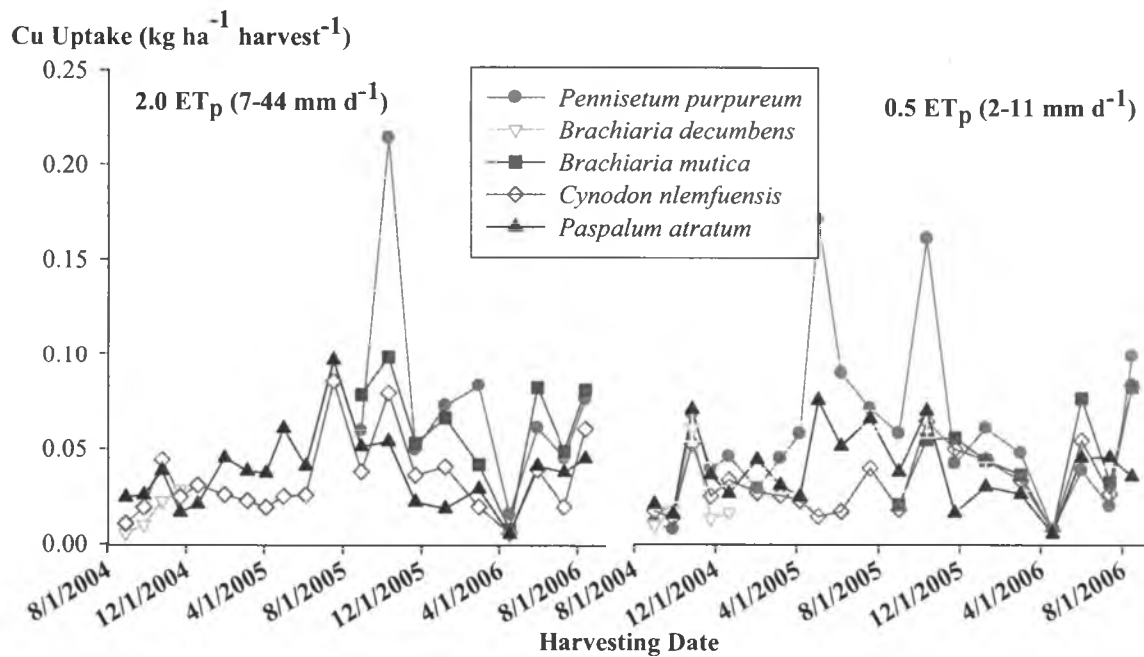 Cu Uptake (kg ha⁻¹ harvest⁻¹)
0.25
0.20
0.15
0.10
0.05
0.00
2.0 ETₚ (7-44 mm d⁻¹)
Pennisetum purpureum
Brachiaria decumbens
Brachiaria mutica
Cynodon nlemfuensis
Paspalum atratum
0.5 ETₚ (2-11 mm d⁻¹)
8/1/2004
12/1/2004
4/1/2005
8/1/2005
12/1/2005
4/1/2006
8/1/2006
8/1/2004
12/1/2004
4/1/2005
8/1/2005
12/1/2005
4/1/2006
8/1/2006
Harvesting Date